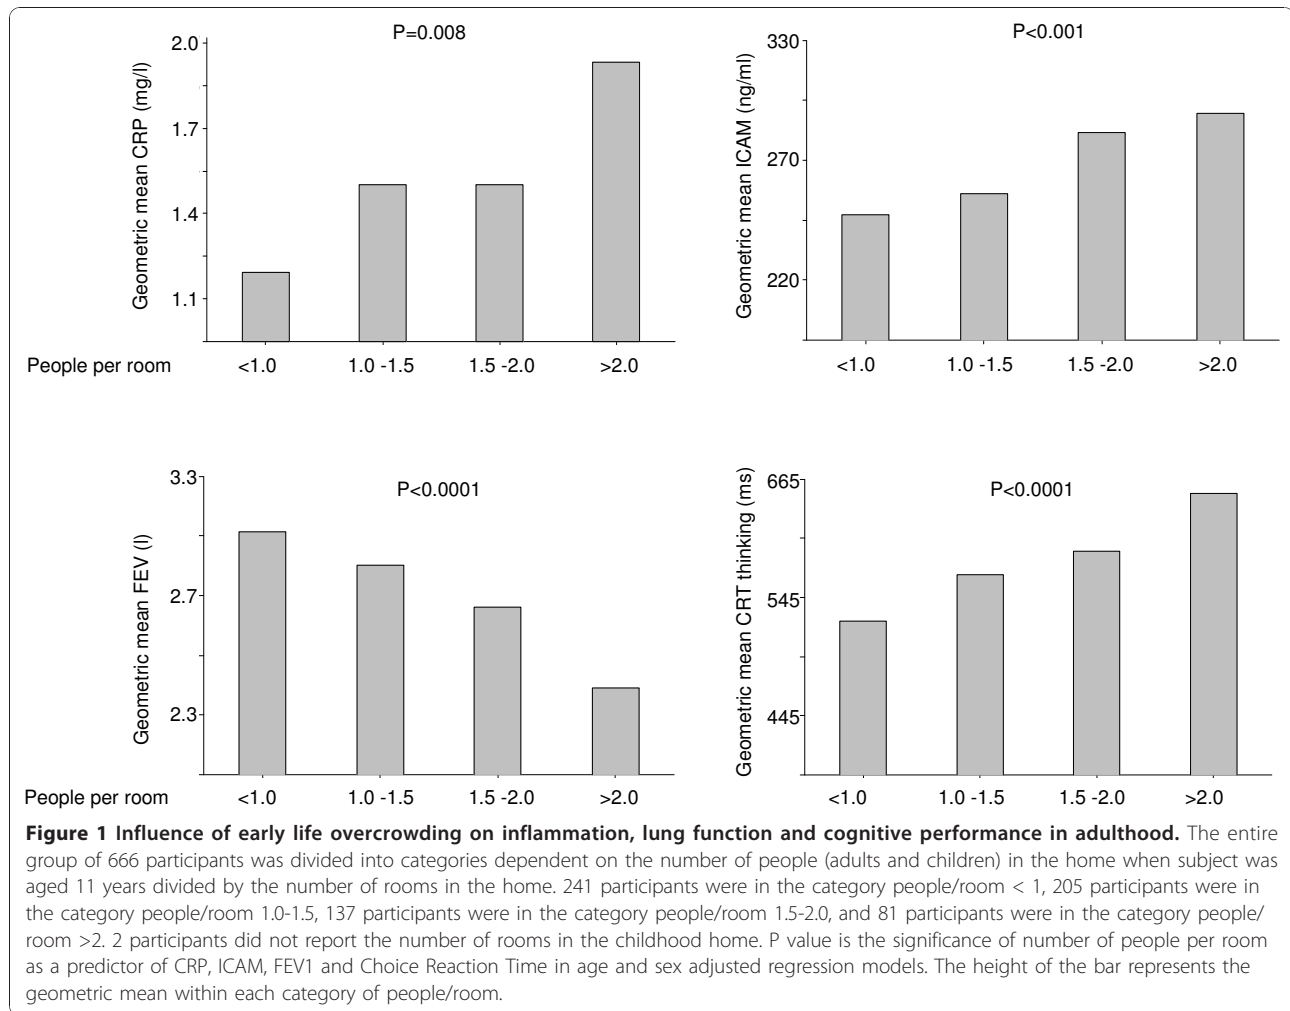 P=0.008
Geometric mean CRP (mg/l)
2.0
1.7
1.4
1.1
People per room <1.0 1.0 -1.5 1.5 -2.0 >2.0
P<0.001
Geometric mean ICAM (ng/ml)
330
270
220
<1.0 1.0 -1.5 1.5 -2.0 >2.0
P<0.0001
Geometric mean FEV (l)
3.3
2.7
2.3
People per room <1.0 1.0 -1.5 1.5 -2.0 >2.0
P<0.0001
Geometric mean CRT thinking (ms)
665
545
445
<1.0 1.0 -1.5 1.5 -2.0 >2.0
Figure 1 Influence of early life overcrowding on inflammation, lung function and cognitive performance in adulthood. The entire
group of 666 participants was divided into categories dependent on the number of people (adults and children) in the home when subject was
aged 11 years divided by the number of rooms in the home. 241 participants were in the category people/room < 1, 205 participants were in
the category people/room 1.0-1.5, 137 participants were in the category people/room 1.5-2.0, and 81 participants were in the category people/
room >2. 2 participants did not report the number of rooms in the childhood home. P value is the significance of number of people per room
as a predictor of CRP, ICAM, FEV1 and Choice Reaction Time in age and sex adjusted regression models. The height of the bar represents the
geometric mean within each category of people/room.